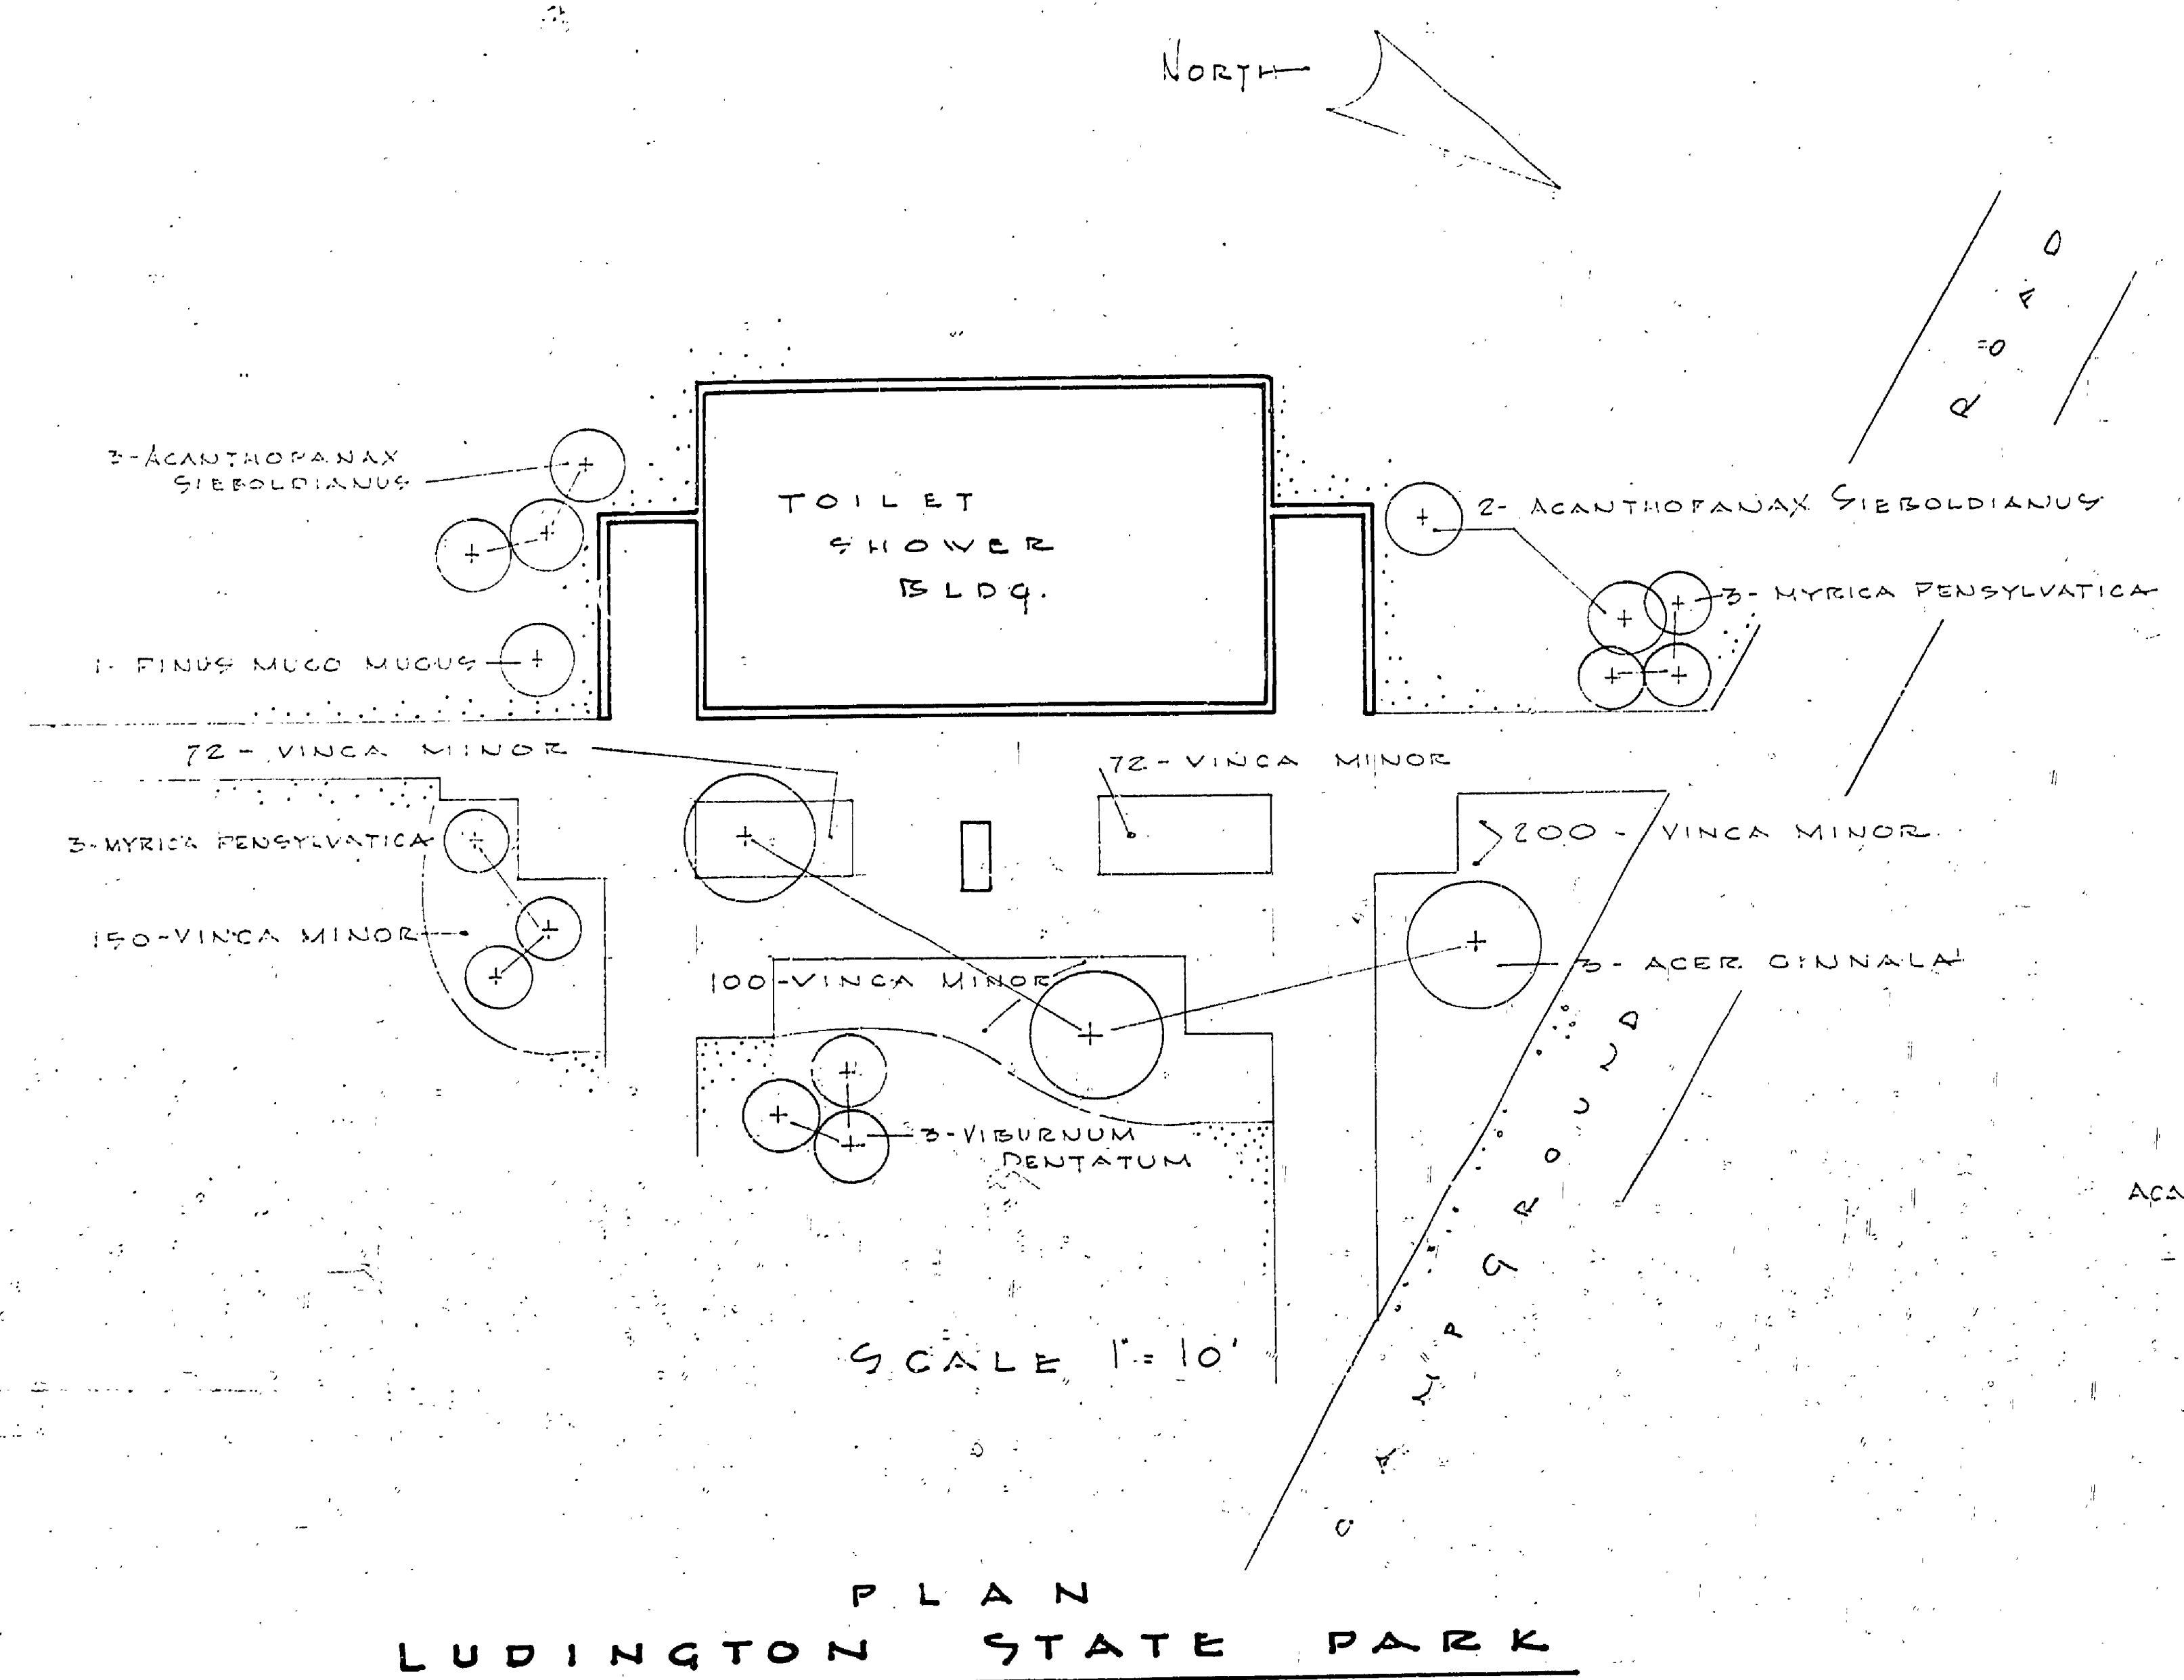 NORTH
ROAD
3-ACANTHOPANAX
SIEBOLDIANUS
TOILET
SHOWER
BLDG.
2- ACANTHOPANAX SIEBOLDIANUS
3- MYRICA PENSYLVATICA
1- PINUS MUGO MUGUS
72 - VINCA MINOR
72 - VINCA MINOR
3-MYRICA PENSYLVATICA
200 - VINCA MINOR
150-VINCA MINOR
3- ACER GINNALA
100-VINCA MINOR
3-VIBURNUM
DENTATUM
CAMPGROUND
ACA
SCALE 1"=10'
PLAN
LUDINGTON STATE PARK